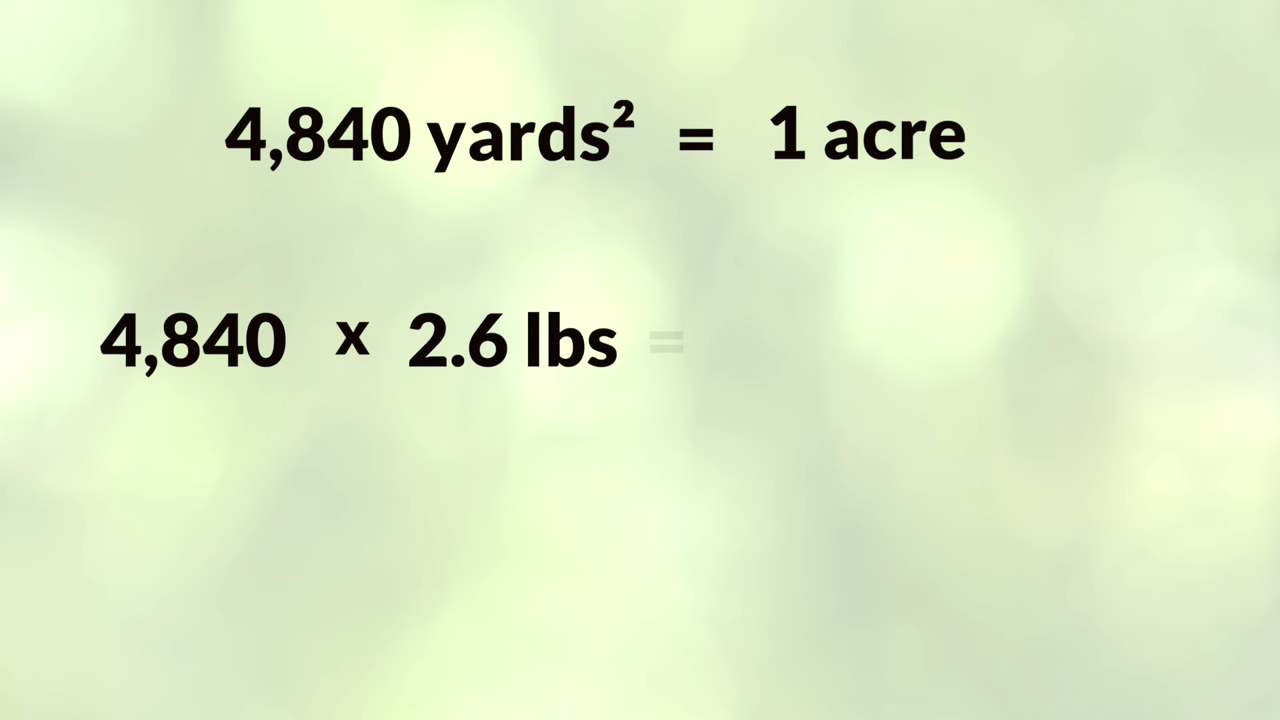 4,840 yards² = 1 acre
4,840 x 2.6 lbs =